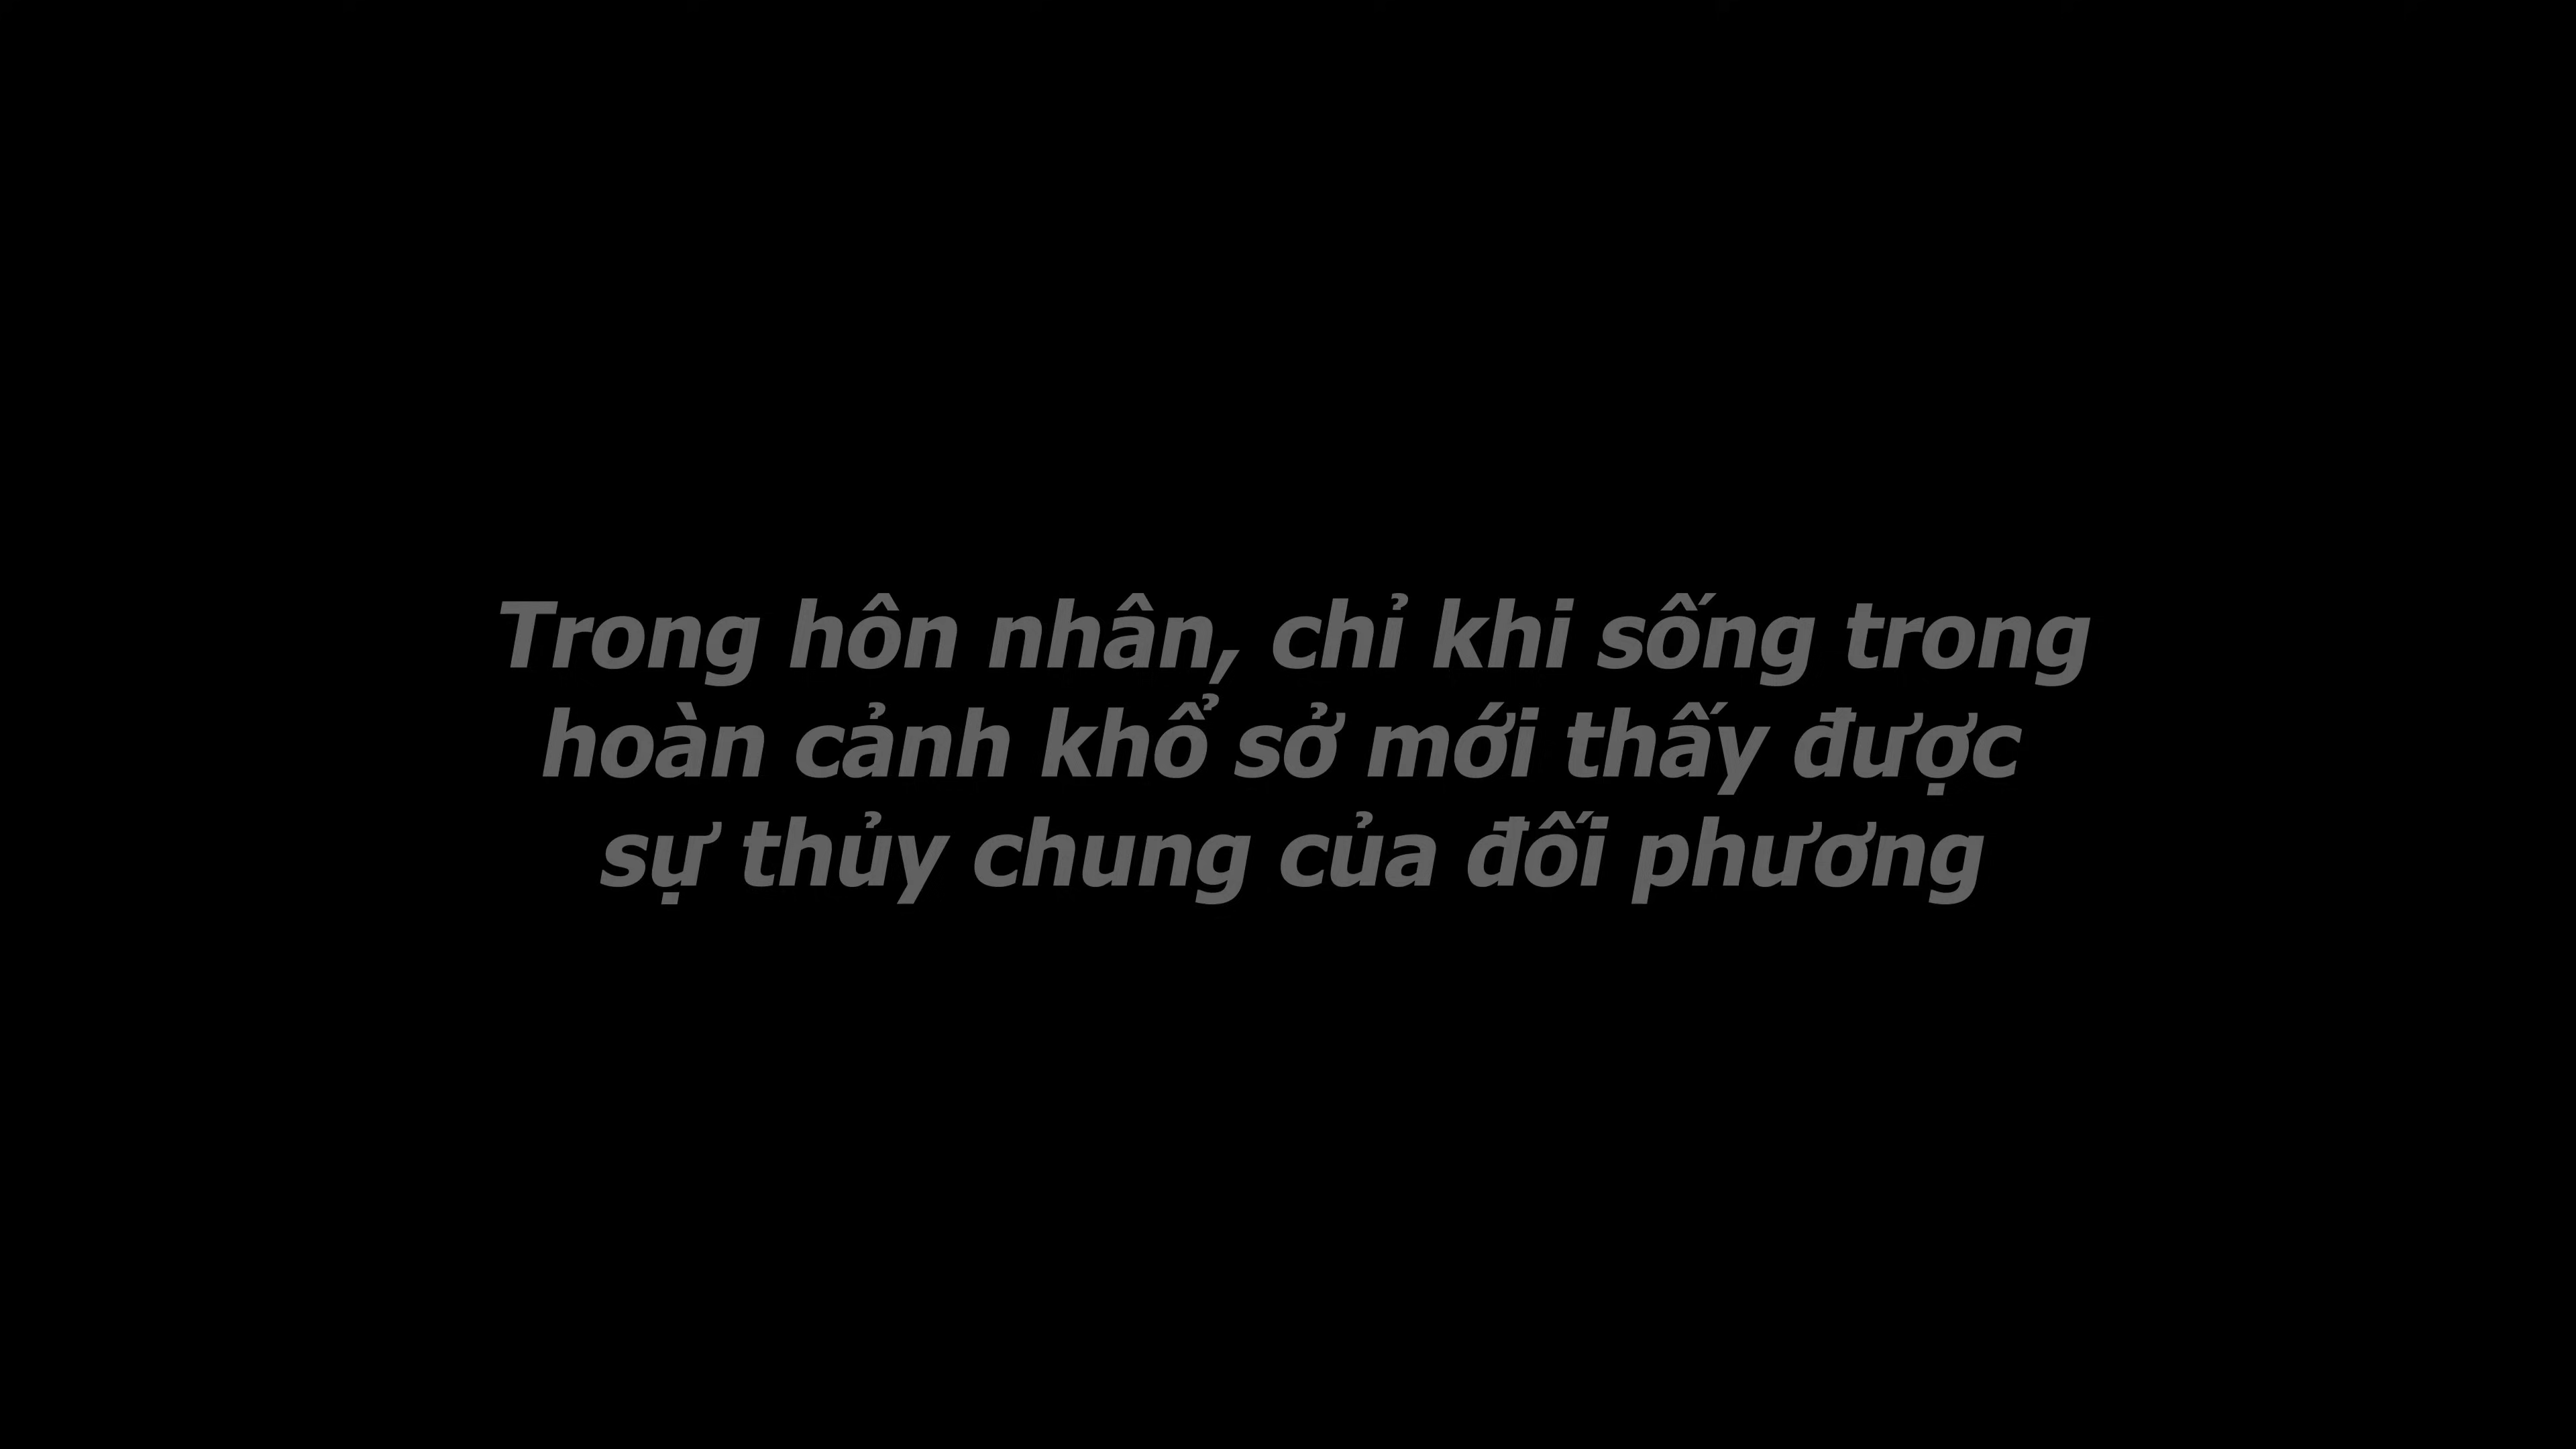 Trong hôn nhân, chỉ khi sống trong
hoàn cảnh khổ sở mới thấy được
sự thủy chung của đối phương